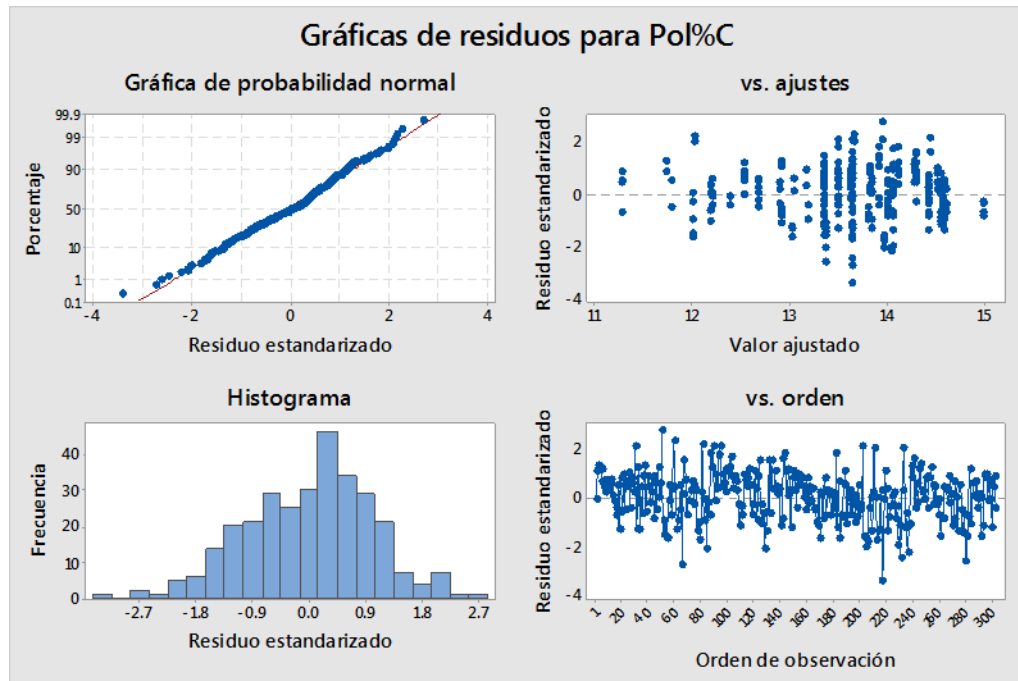 Gráficas de residuos para Pol%C
Gráfica de probabilidad normal
Porcentaje
99.9
99
90
50
10
1
0.1
-4 -2 0 2 4
Residuo estandarizado
vs. ajustes
Residuo estandarizado
2
0
-2
-4
11 12 13 14 15
Valor ajustado
Histograma
Frecuencia
40
30
20
10
0
-2.7 -1.8 -0.9 0.0 0.9 1.8 2.7
Residuo estandarizado
vs. orden
Residuo estandarizado
2
0
-2
-4
1 20 40 60 80 100 120 140 160 180 200 220 240 260 280 300
Orden de observación